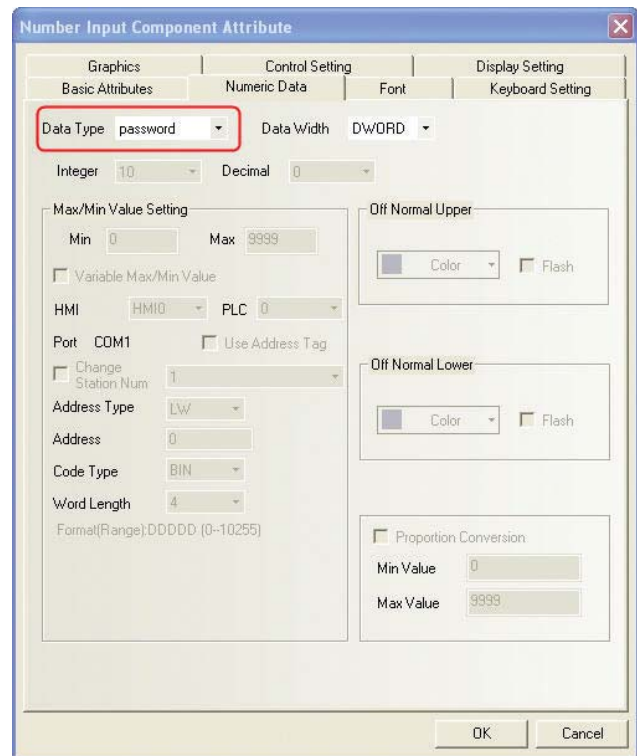 Number Input Component Attribute
Graphics Control Setting Display Setting
Basic Attributes Numeric Data Font Keyboard Setting
Data Type password Data Width DWORD
Integer 10 Decimal 0
Max/Min Value Setting
Min 0 Max 9999
Variable Max/Min Value
HMI HMI0 PLC 0
Port COM1 Use Address Tag
Change
Station Num 1
Address Type LW
Address 0
Code Type BIN
Word Length 4
Format(Range):DDDDD (0--10255)
Off Normal Upper
Color Flash
Off Normal Lower
Color Flash
Proportion Conversion
Min Value 0
Max Value 9999
OK Cancel